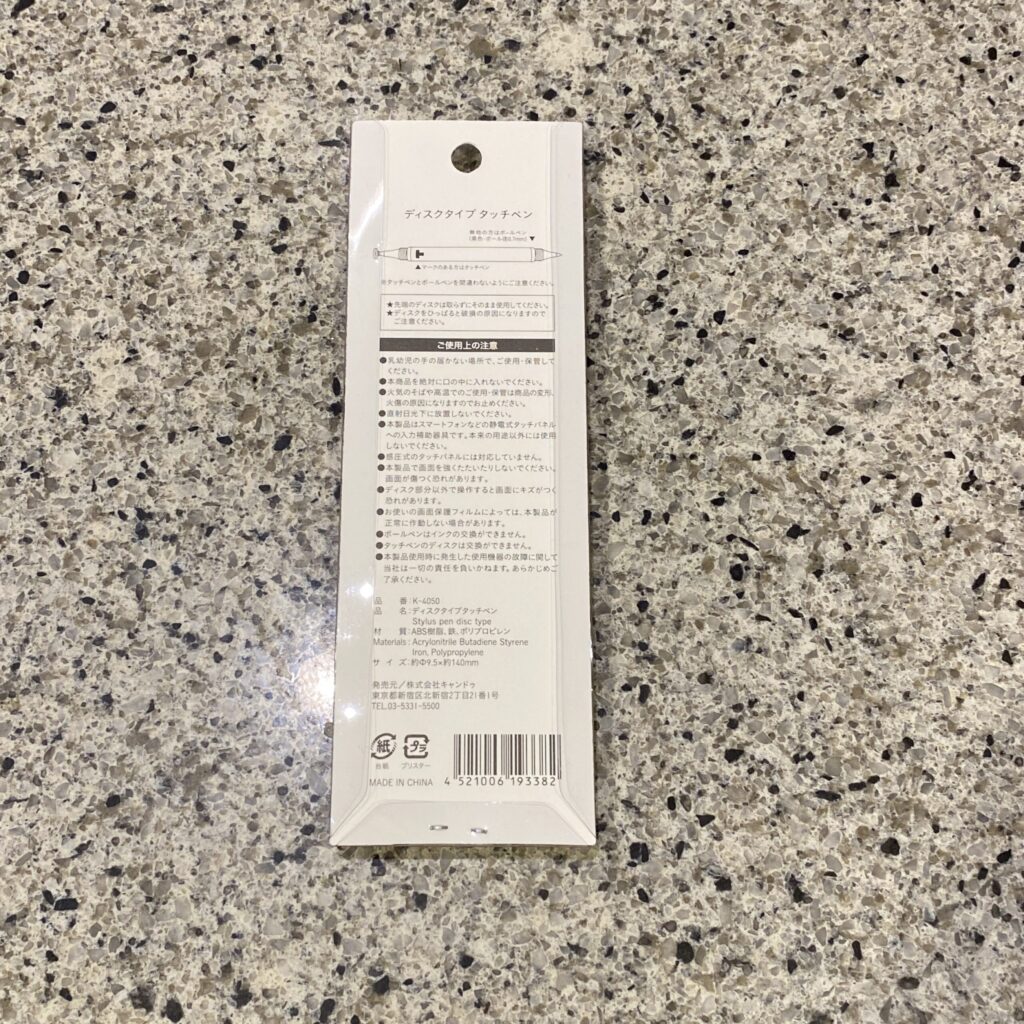 ディスクタイプ タッチペン
無地の方はボールペン
(黒色・ボール径0.7mm) ▼
▲マークのある方はタッチペン
※タッチペンとボールペンを間違わないようにご注意ください。
★先端のディスクは取らずにそのまま使用してください。
★ディスクをひっぱると破損の原因になりますので
ご注意ください。
ご使用上の注意
●乳幼児の手の届かない場所で、ご使用・保管して
ください。
●本商品を絶対に口の中に入れないでください。
●火気のそばや高温でのご使用・保管は商品の変形、
火傷の原因になりますのでお止めください。
●直射日光下に放置しないでください。
●本製品はスマートフォンなどの静電式タッチパネル
への入力補助器具です。本来の用途以外には使用
しないでください。
●感圧式のタッチパネルには対応していません。
●本製品で画面を強くたたいたりしないでください。
画面が傷つく恐れがあります。
●ディスク部分以外で操作すると画面にキズがつく
恐れがあります。
●お使いの画面保護フィルムによっては、本製品が
正常に作動しない場合があります。
●ボールペンはインクの交換ができません。
●タッチペンのディスクは交換ができません。
●本製品使用時に発生した使用機器の故障に関して
当社は一切の責任を負いかねます。あらかじめご
了承ください。
品 番:K-4050
品 名:ディスクタイプタッチペン
Stylus pen disc type
材 質:ABS樹脂、鉄、ポリプロピレン
Materials: Acrylonitrile Butadiene Styrene
Iron, Polypropylene
サ イ ズ:約Φ9.5×約140mm
発売元/株式会社キャンドゥ
東京都新宿区北新宿2丁目21番1号
TEL.03-5331-5500
紙 プラ
台紙 ブリスター
MADE IN CHINA 4 521006 193382